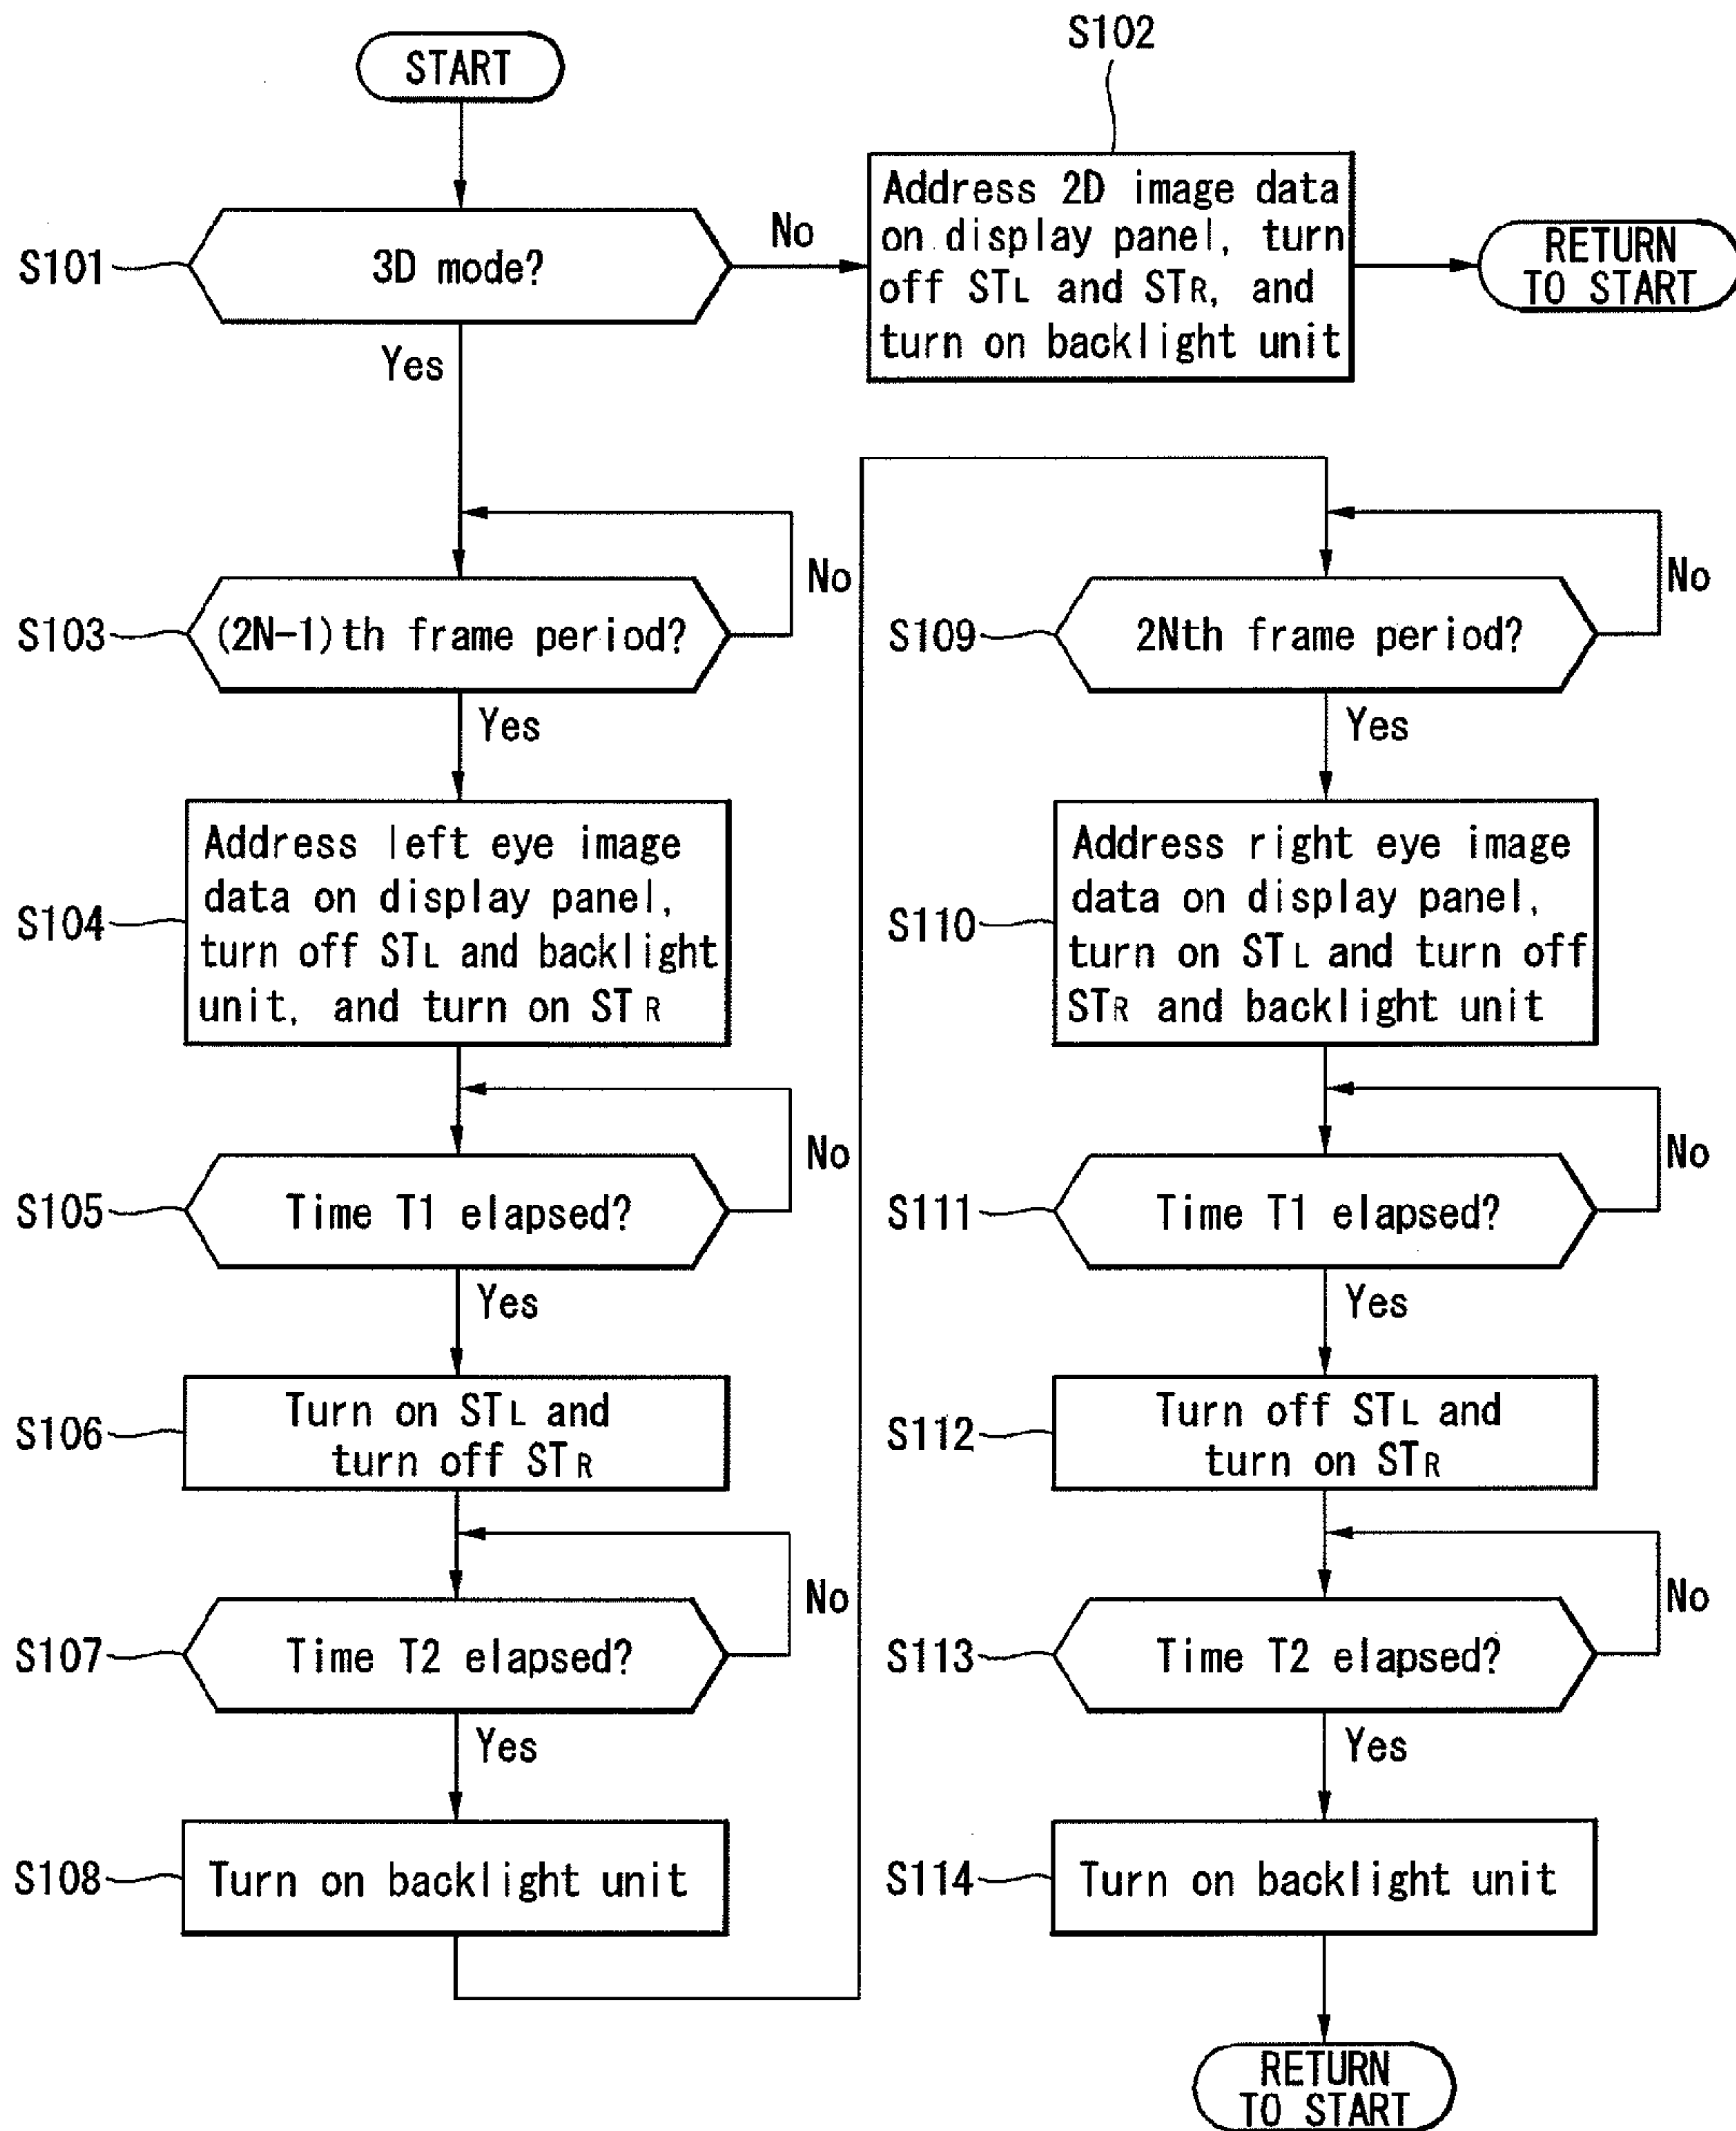 START
S102
Address 2D image data
on display panel, turn
off STL and STR, and
turn on backlight unit
RETURN
TO START
S101
3D mode?
No
Yes
S103
(2N-1)th frame period?
No
Yes
S104
Address left eye image
data on display panel,
turn off STL and backlight
unit, and turn on STR
S105
Time T1 elapsed?
No
Yes
S106
Turn on STL and
turn off STR
S107
Time T2 elapsed?
No
Yes
S108
Turn on backlight unit
S109
2Nth frame period?
No
Yes
S110
Address right eye image
data on display panel,
turn on STL and turn off
STR and backlight unit
S111
Time T1 elapsed?
No
Yes
S112
Turn off STL and
turn on STR
S113
Time T2 elapsed?
No
Yes
S114
Turn on backlight unit
RETURN
TO START